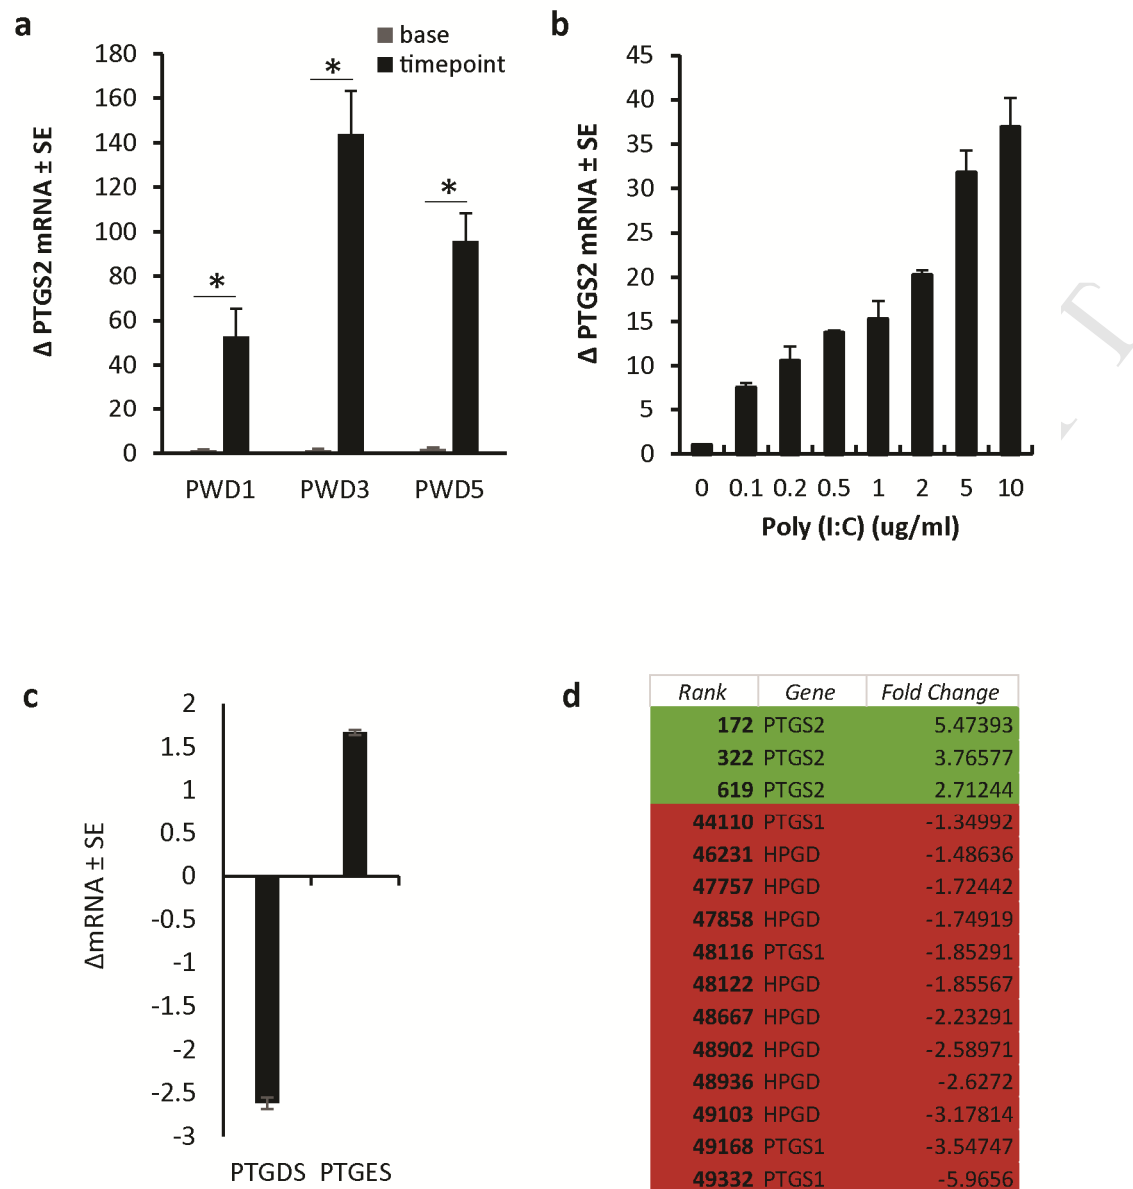 a
base
timepoint
180
160
140
120
100
80
60
40
20
0
Δ PTGS2 mRNA ± SE
*
*
*
PWD1 PWD3 PWD5
b
45
40
35
30
25
20
15
10
5
0
Δ PTGS2 mRNA ± SE
0 0.1 0.2 0.5 1 2 5 10
Poly (I:C) (ug/ml)
c
2
1.5
1
0.5
0
-0.5
-1
-1.5
-2
-2.5
-3
ΔmRNA ± SE
PTGDS PTGES
d
Rank Gene Fold Change
172 PTGS2 5.47393
322 PTGS2 3.76577
619 PTGS2 2.71244
44110 PTGS1 -1.34992
46231 HPGD -1.48636
47757 HPGD -1.72442
47858 HPGD -1.74919
48116 PTGS1 -1.85291
48122 HPGD -1.85567
48667 HPGD -2.23291
48902 HPGD -2.58971
48936 HPGD -2.6272
49103 HPGD -3.17814
49168 PTGS1 -3.54747
49332 PTGS1 -5.9656